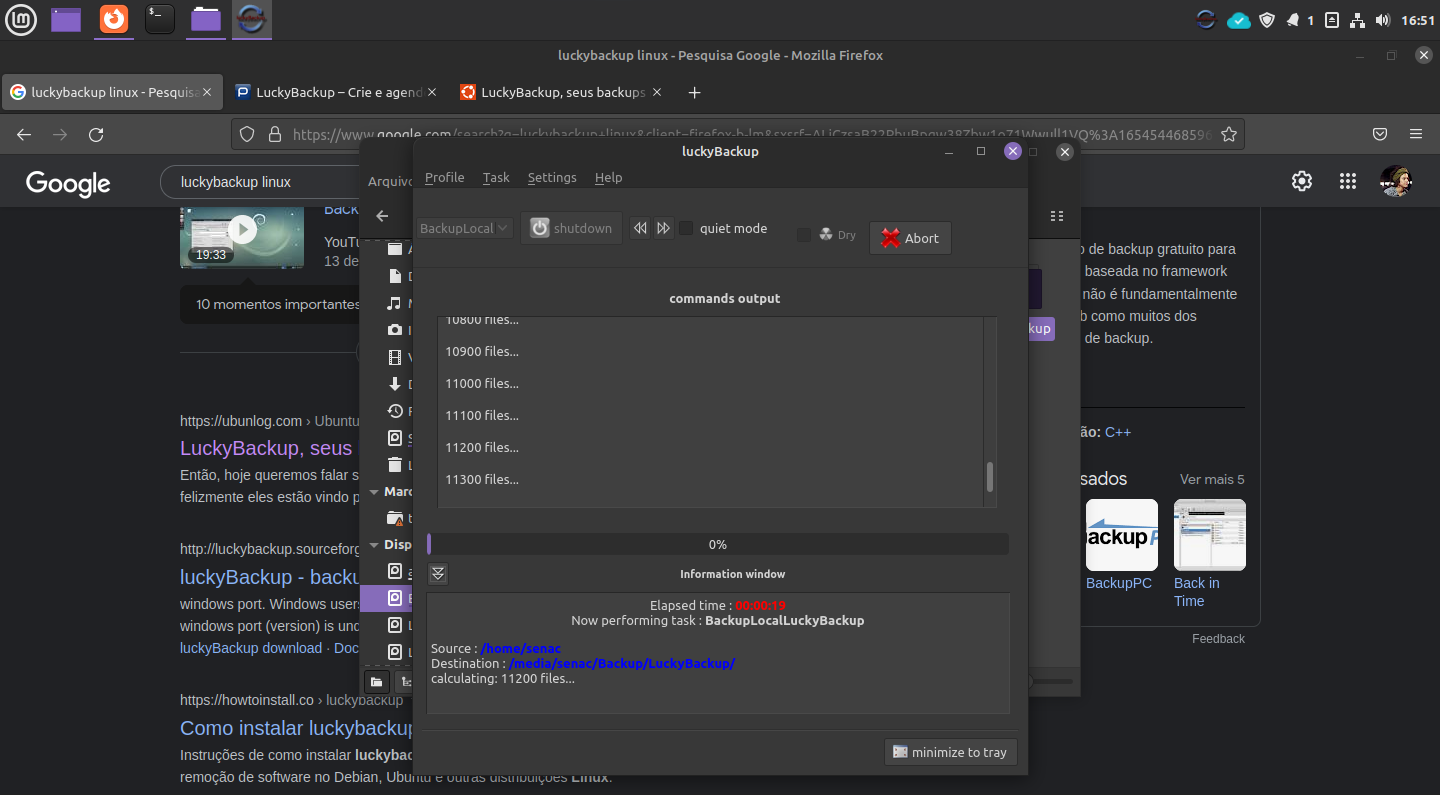 1
16:51
luckybackup linux - Pesquisa Google - Mozilla Firefox
luckybackup linux - Pesquisa
LuckyBackup – Crie e agend
LuckyBackup, seus backups
https://www.google.com/search?q=luckybackup+linux&client=firefox-b-lm&sxsrf=
luckyBackup
Arquivo
Profile Task Settings Help
Google
luckybackup linux
BackupLocal
shutdown
quiet mode
Dry
Abort
Back
YouTu
13 de
19:33
10 momentos importantes
commands output
10800 files...
10900 files...
11000 files...
11100 files...
11200 files...
11300 files...
o de backup gratuito para
baseada no framework
não é fundamentalmente
b como muitos dos
de backup.
kup
https://ubunlog.com › Ubuntu
LuckyBackup, seus
Então, hoje queremos falar s
felizmente eles estão vindo p
ão: C++
sados
Ver mais 5
ackup P
BackupPC
Back in
Time
Feedback
Marc
Disp
http://luckybackup.sourceforg
luckyBackup - backu
windows port. Windows users
windows port (version) is und
luckyBackup download · Doc
0%
Information window
Elapsed time : 00:00:19
Now performing task : BackupLocalLuckyBackup
Source : /home/senac
Destination : /media/senac/Backup/LuckyBackup/
calculating: 11200 files...
https://howtoinstall.co › luckybackup
Como instalar luckybackup
Instruções de como instalar luckybac
remoção de software no Debian, Ubuntu e outras distribuições Linux.
minimize to tray